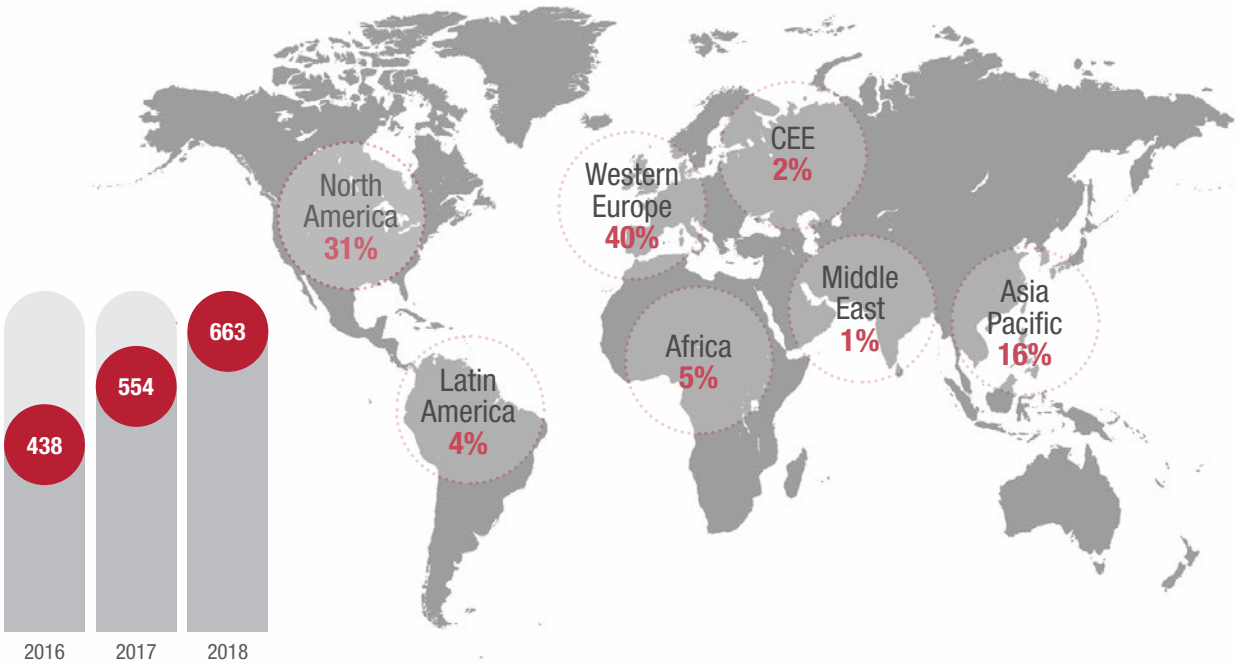 North
America
31%
Western
Europe
40%
CEE
2%
Middle
East
1%
Asia
Pacific
16%
Africa
5%
Latin
America
4%
438
554
663
2016
2017
2018